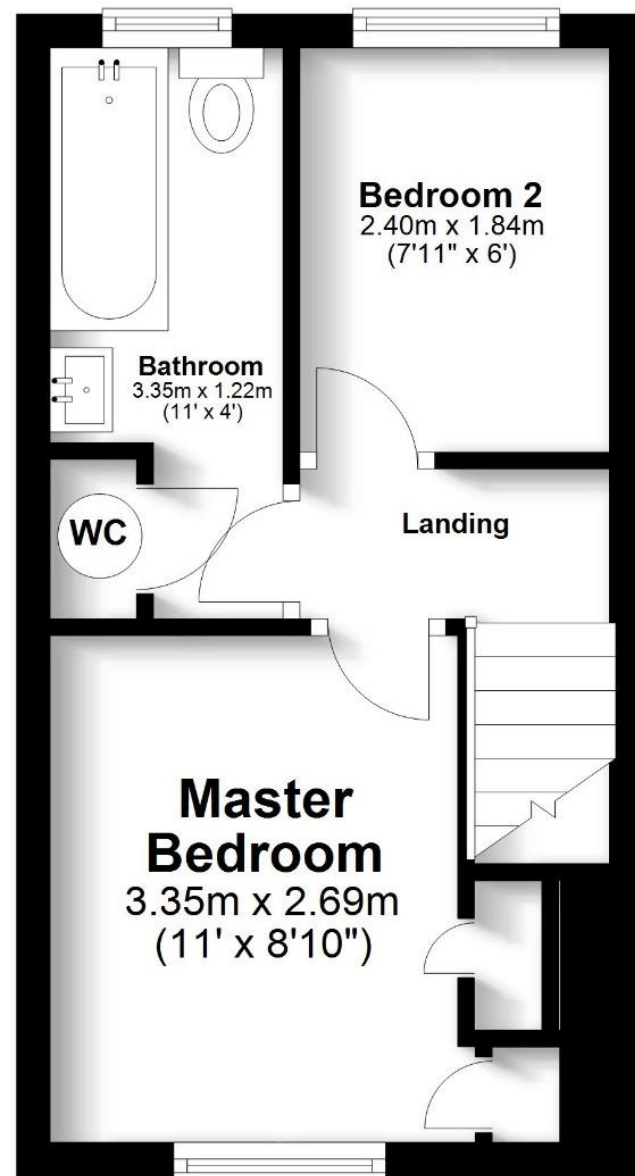 Bedroom 2
2.40m x 1.84m
(7'11" x 6')
Bathroom
3.35m x 1.22m
(11' x 4')
WC
Landing
Master
Bedroom
3.35m x 2.69m
(11' x 8'10")